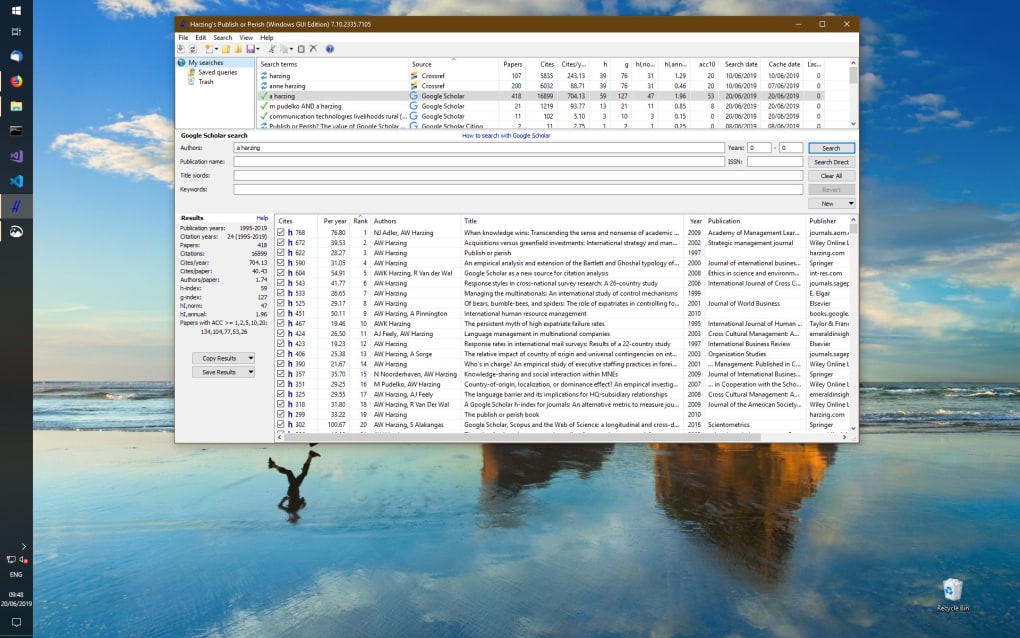 Harzing's Publish or Perish (Windows GUI Edition) 7.10.2335.7105
File Edit Search View Help
My searches
Saved queries
Trash
Search terms Source Papers Cites Cites/y... h g hI,no... hI,ann... acc10 Search date Cache date Las...
harzing Crossref 107 5835 243.13 39 76 31 1.29 20 10/06/2019 10/06/2019 0
anne harzing Crossref 200 6032 88.71 39 76 31 0.46 20 10/06/2019 07/06/2019 0
a harzing Google Scholar 418 16899 704.13 59 127 47 1.96 53 20/06/2019 20/06/2019 0
m pudelko AND a harzing Google Scholar 21 1219 93.77 13 21 11 0.85 8 20/06/2019 20/06/2019 0
communication technologies livelihoods rural (... Google Scholar 11 102 5.10 3 10 3 0.15 0 20/06/2019 20/06/2019 0
Publish or Perish? The value of Google Scholar ... Google Scholar Citing 2 11 2.75 1 2 1 0.25 0 08/06/2019 08/06/2019 0
Google Scholar search How to search with Google Scholar
Authors: a harzing Years: 0 - 0 Search
Publication name: ISSN: Search Direct
Title words: Clear All
Keywords: Revert
New
Results Help
Publication years: 1995-2019
Citation years: 24 (1995-2019)
Papers: 418
Citations: 16899
Cites/year: 704.13
Cites/paper: 40.43
Authors/paper: 1.74
h-index: 59
g-index: 127
hI,norm: 47
hI,annual: 1.96
Papers with ACC >= 1,2,5,10,20:
134,104,77,53,26
Copy Results
Save Results
Cites Per year Rank Authors Title Year Publication Publisher
h 768 76.80 1 NJ Adler, AW Harzing When knowledge wins: Transcending the sense and nonsense of academic ... 2009 Academy of Management Lear... journals.aom.
h 672 39.53 2 AW Harzing Acquisitions versus greenfield investments: International strategy and man... 2002 Strategic management journal Wiley Online L
h 622 28.27 3 AW Harzing Publish or perish 1997 harzing.com
h 590 31.05 4 AW Harzing An empirical analysis and extension of the Bartlett and Ghoshal typology of... 2000 Journal of international busines... Springer
h 604 54.91 5 AWK Harzing, R Van der Wal Google Scholar as a new source for citation analysis 2008 Ethics in science and environm... int-res.com
h 543 41.77 6 AW Harzing Response styles in cross-national survey research: A 26-country study 2006 International Journal of Cross C... journals.sagep
h 533 26.65 7 AW Harzing Managing the multinationals: An international study of control mechanisms 1999 E. Elgar
h 525 29.17 8 AW Harzing Of bears, bumble-bees, and spiders: The role of expatriates in controlling fo... 2001 Journal of World Business Elsevier
h 451 50.11 9 AW Harzing, A Pinnington International human resource management 2010 books.google.
h 467 19.46 10 AWK Harzing The persistent myth of high expatriate failure rates 1995 International Journal of Human ... Taylor & Franc
h 424 26.50 11 AJ Feely, AW Harzing Language management in multinational companies 2003 Cross Cultural Management: A... emeraldinsigh
h 423 19.23 12 AW Harzing Response rates in international mail surveys: Results of a 22-country study 1997 International Business Review Elsevier
h 406 25.38 13 AW Harzing, A Sorge The relative impact of country of origin and universal contingencies on int... 2003 Organization Studies journals.sagep
h 390 21.67 14 AW Harzing Who's in charge? An empirical study of executive staffing practices in forei... 2001 ... Management: Published in C... Wiley Online L
h 357 35.70 15 N Noorderhaven, AW Harzing Knowledge-sharing and social interaction within MNEs 2009 Journal of International Busines... Springer
h 351 29.25 16 M Pudelko, AW Harzing Country-of-origin, localization, or dominance effect? An empirical investig... 2007 ... in Cooperation with the Scho... Wiley Online L
h 325 29.55 17 AW Harzing, AJ Feely The language barrier and its implications for HQ-subsidiary relationships 2008 Cross Cultural Management: A... emeraldinsigh
h 318 31.80 18 AW Harzing, R Van Der Wal A Google Scholar h-index for journals: An alternative metric to measure jou... 2009 Journal of the American Society... Wiley Online L
h 299 33.22 19 AW Harzing The publish or perish book 2010 harzing.com
h 302 100.67 20 AW Harzing, S Alakangas Google Scholar, Scopus and the Web of Science: a longitudinal and cross-d... 2016 Scientometrics Springer
ENG
09:48
20/06/2019
Recycle Bin